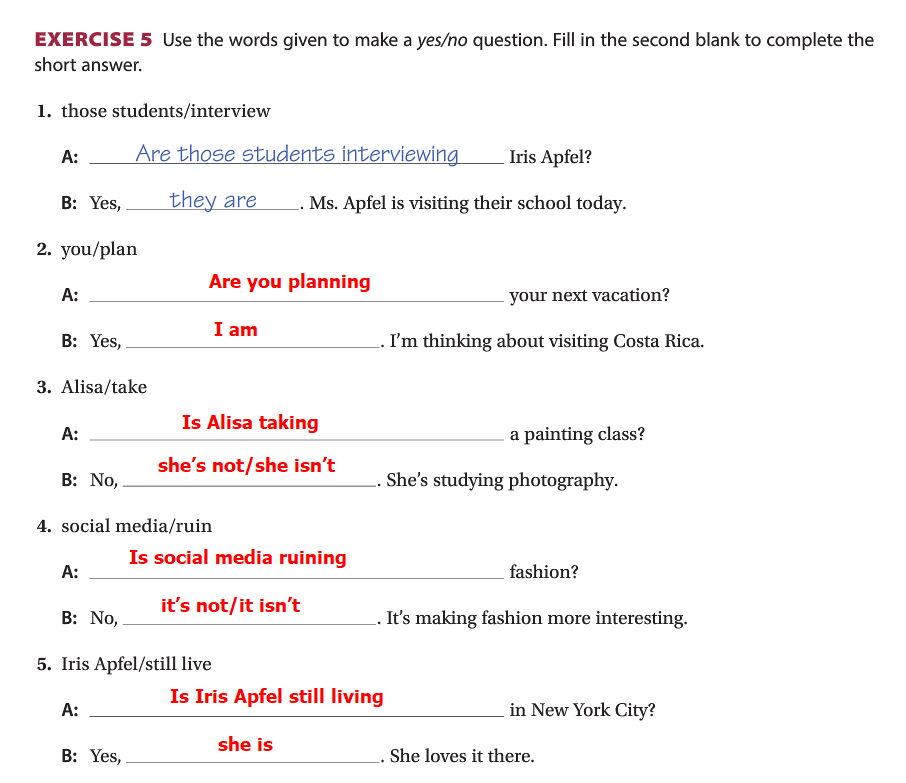 EXERCISE 5 Use the words given to make a yes/no question. Fill in the second blank to complete the
short answer.
1. those students/interview
A: Are those students interviewing Iris Apfel?
B: Yes, they are. Ms. Apfel is visiting their school today.
2. you/plan
A: Are you planning your next vacation?
B: Yes, I am. I’m thinking about visiting Costa Rica.
3. Alisa/take
A: Is Alisa taking a painting class?
B: No, she’s not/she isn’t. She’s studying photography.
4. social media/ruin
A: Is social media ruining fashion?
B: No, it’s not/it isn’t. It’s making fashion more interesting.
5. Iris Apfel/still live
A: Is Iris Apfel still living in New York City?
B: Yes, she is. She loves it there.